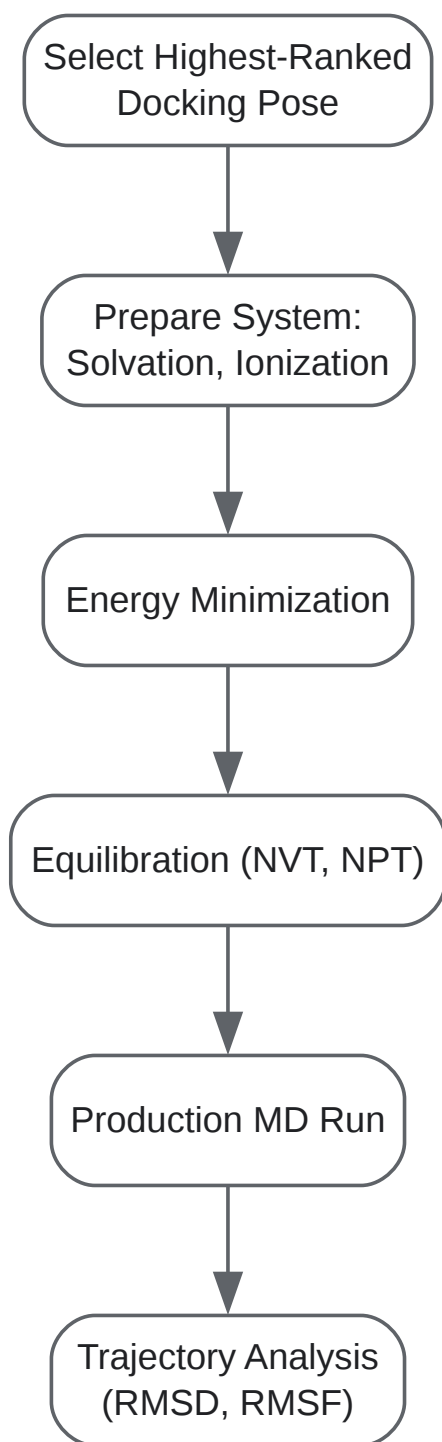 Select Highest-Ranked
Docking Pose
Prepare System:
Solvation, Ionization
Energy Minimization
Equilibration (NVT, NPT)
Production MD Run
Trajectory Analysis
(RMSD, RMSF)